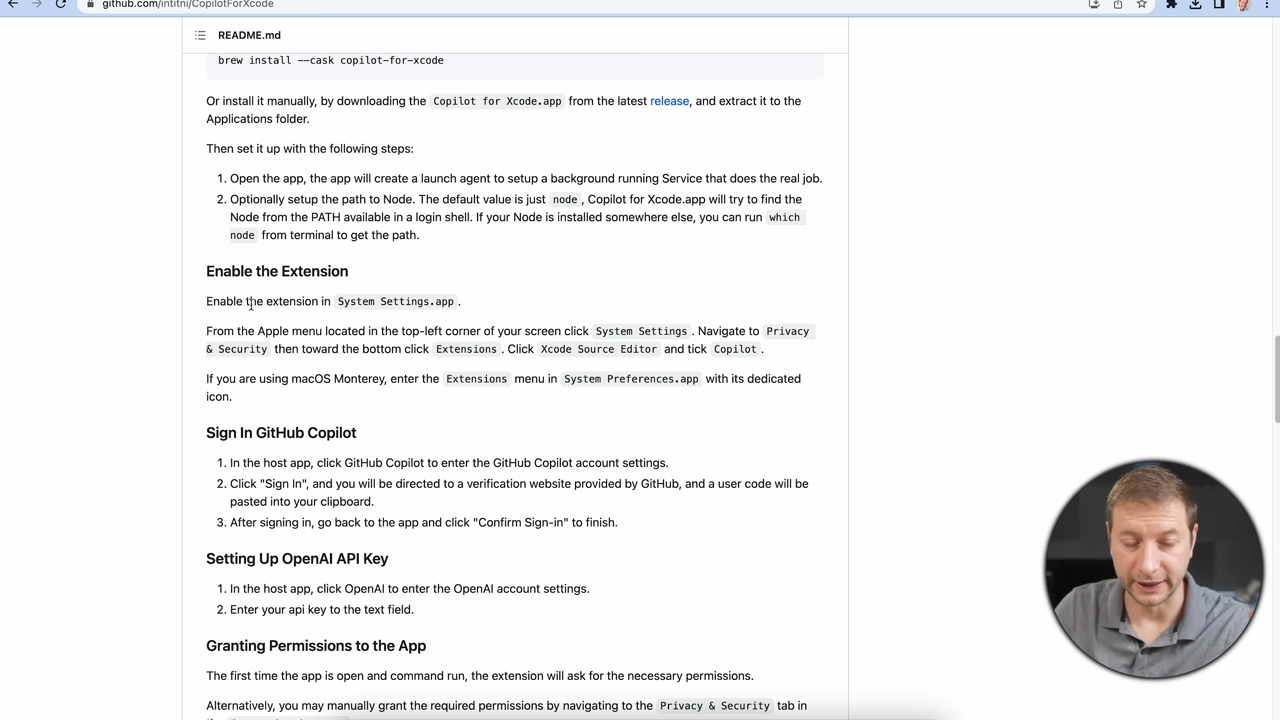 github.com/intitni/CopilotForXcode
README.md
brew install --cask copilot-for-xcode
Or install it manually, by downloading the Copilot for Xcode.app from the latest release, and extract it to the
Applications folder.
Then set it up with the following steps:
1. Open the app, the app will create a launch agent to setup a background running Service that does the real job.
2. Optionally setup the path to Node. The default value is just node , Copilot for Xcode.app will try to find the
Node from the PATH available in a login shell. If your Node is installed somewhere else, you can run which
node from terminal to get the path.
Enable the Extension
Enable the extension in System Settings.app .
From the Apple menu located in the top-left corner of your screen click System Settings . Navigate to Privacy
& Security then toward the bottom click Extensions . Click Xcode Source Editor and tick Copilot .
If you are using macOS Monterey, enter the Extensions menu in System Preferences.app with its dedicated
icon.
Sign In GitHub Copilot
1. In the host app, click GitHub Copilot to enter the GitHub Copilot account settings.
2. Click "Sign In", and you will be directed to a verification website provided by GitHub, and a user code will be
pasted into your clipboard.
3. After signing in, go back to the app and click "Confirm Sign-in" to finish.
Setting Up OpenAI API Key
1. In the host app, click OpenAI to enter the OpenAI account settings.
2. Enter your api key to the text field.
Granting Permissions to the App
The first time the app is open and command run, the extension will ask for the necessary permissions.
Alternatively, you may manually grant the required permissions by navigating to the Privacy & Security tab in